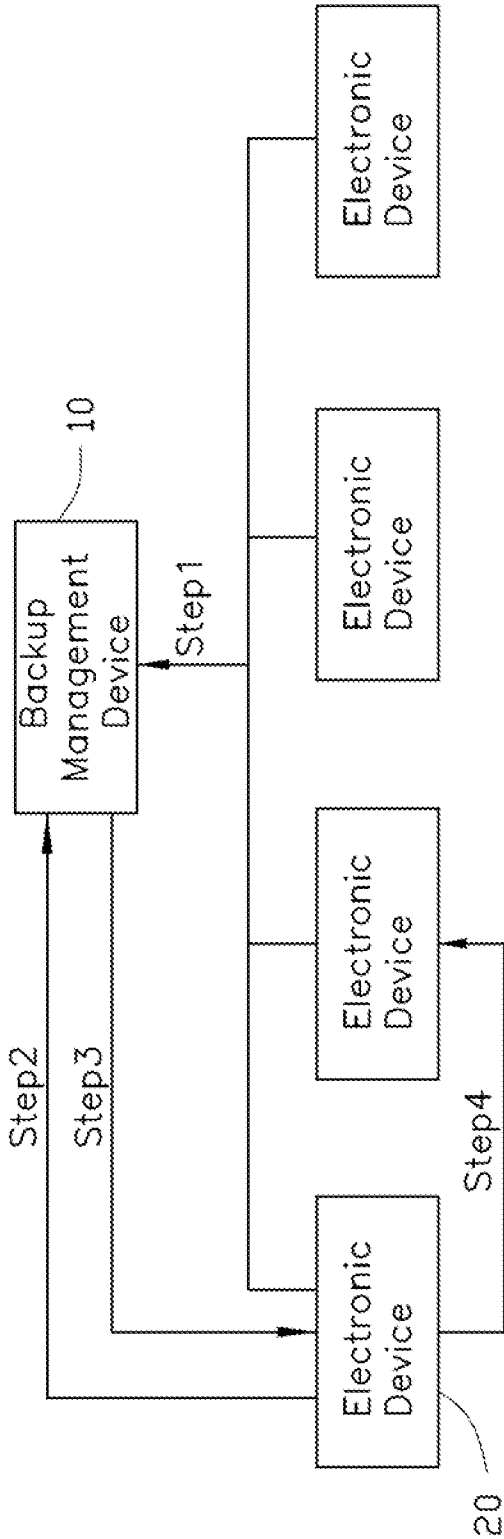 Step2
Step3
Backup
Management
Device
10
Step1
Electronic
Device
Electronic
Device
Electronic
Device
Electronic
Device
20
Step4